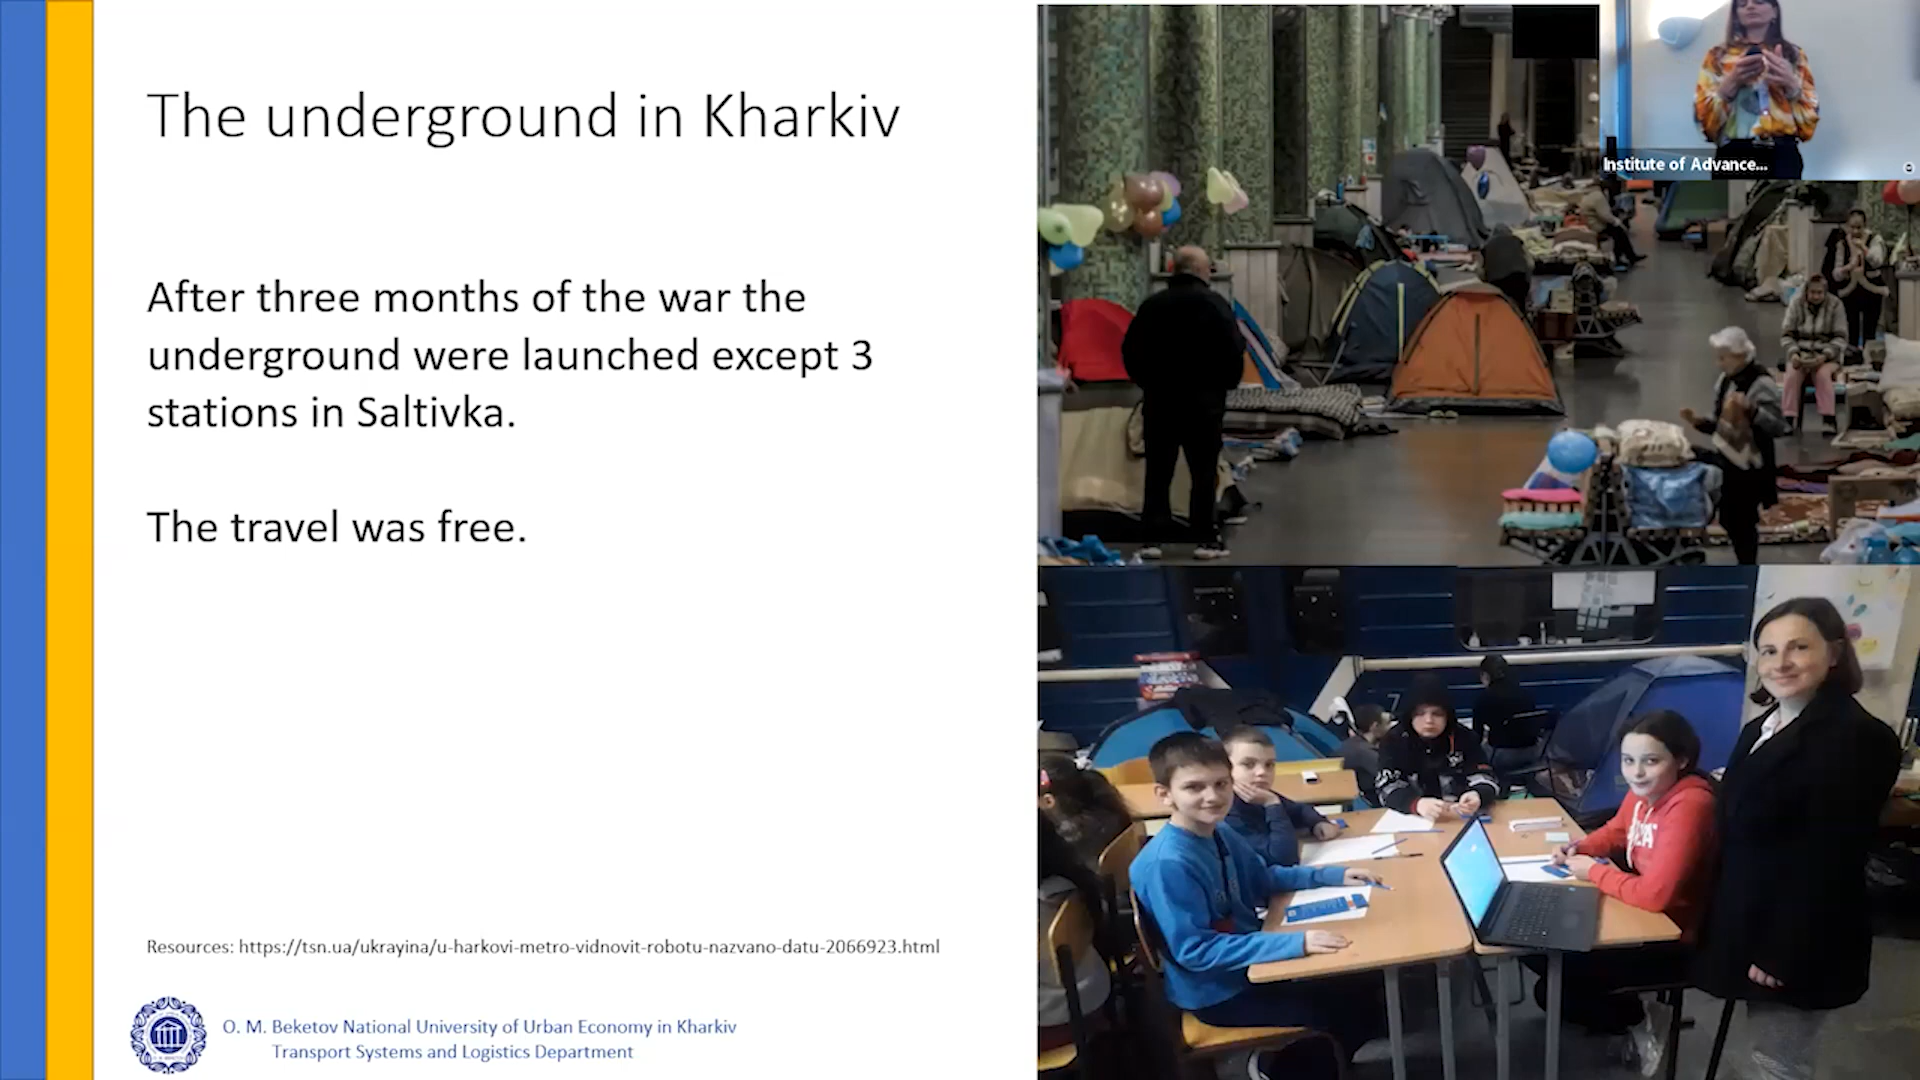 The underground in Kharkiv
After three months of the war the
underground were launched except 3
stations in Saltivka.
The travel was free.
Resources: https://tsn.ua/ukrayina/u-harkovi-metro-vidnovit-robotu-nazvano-datu-2066923.html
O. M. Beketov National University of Urban Economy in Kharkiv
Transport Systems and Logistics Department
Institute of Advance...